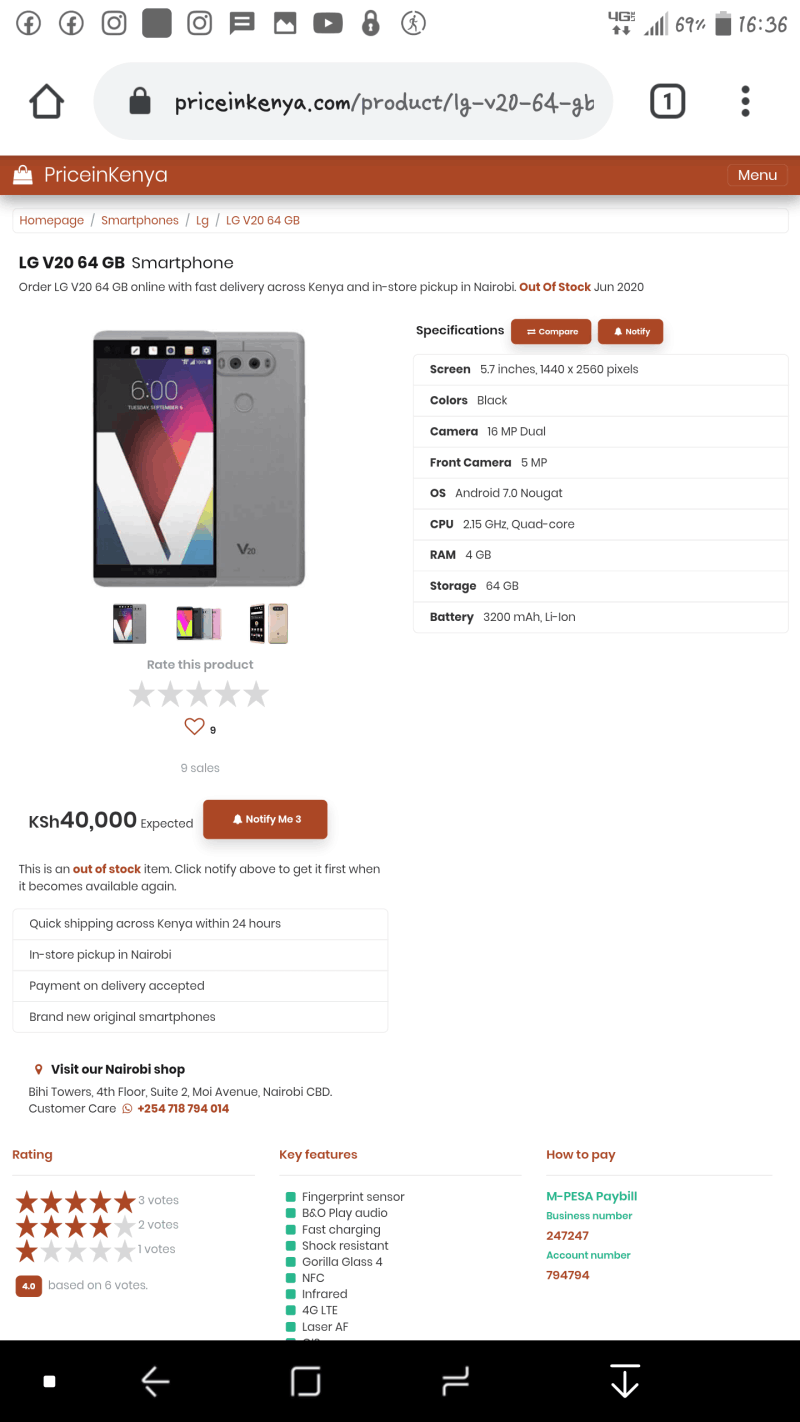 4G
69% 16:36
priceinkenya.com/product/lg-v20-64-gb
1
PriceinKenya
Menu
Homepage / Smartphones / Lg / LG V20 64 GB
LG V20 64 GB Smartphone
Order LG V20 64 GB online with fast delivery across Kenya and in-store pickup in Nairobi. Out Of Stock Jun 2020
Specifications
Compare
Notify
Screen 5.7 inches, 1440 x 2560 pixels
Colors Black
Camera 16 MP Dual
Front Camera 5 MP
OS Android 7.0 Nougat
CPU 2.15 GHz, Quad-core
RAM 4 GB
Storage 64 GB
Battery 3200 mAh, Li-Ion
6:00
TUESDAY, SEPTEMBER 6
V20
Rate this product
9
9 sales
KSh40,000 Expected
Notify Me 3
This is an out of stock item. Click notify above to get it first when
it becomes available again.
Quick shipping across Kenya within 24 hours
In-store pickup in Nairobi
Payment on delivery accepted
Brand new original smartphones
Visit our Nairobi shop
Bihi Towers, 4th Floor, Suite 2, Moi Avenue, Nairobi CBD.
Customer Care +254 718 794 014
Rating
3 votes
2 votes
1 votes
4.0 based on 6 votes.
Key features
Fingerprint sensor
B&O Play audio
Fast charging
Shock resistant
Gorilla Glass 4
NFC
Infrared
4G LTE
Laser AF
How to pay
M-PESA Paybill
Business number
247247
Account number
794794